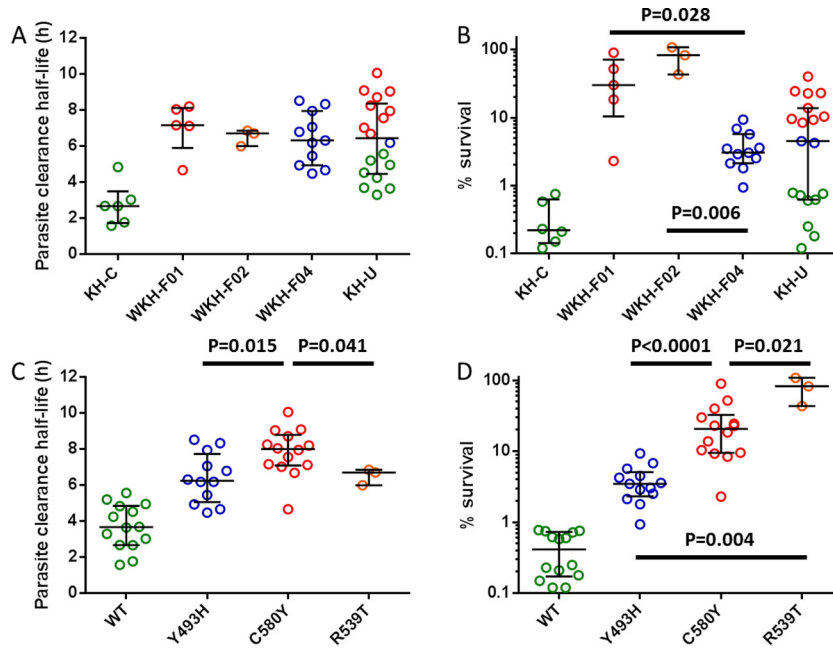 A
Parasite clearance half-life (h)
12
10
8
6
4
2
0
KH-C
WKH-F01
WKH-F02
WKH-F04
KH-U
B
P=0.028
% survival
100
10
1
0.1
P=0.006
KH-C
WKH-F01
WKH-F02
WKH-F04
KH-U
C
P=0.015
P=0.041
Parasite clearance half-life (h)
12
10
8
6
4
2
0
WT
Y493H
C580Y
R539T
D
P<0.0001
P=0.021
% survival
100
10
1
0.1
P=0.004
WT
Y493H
C580Y
R539T